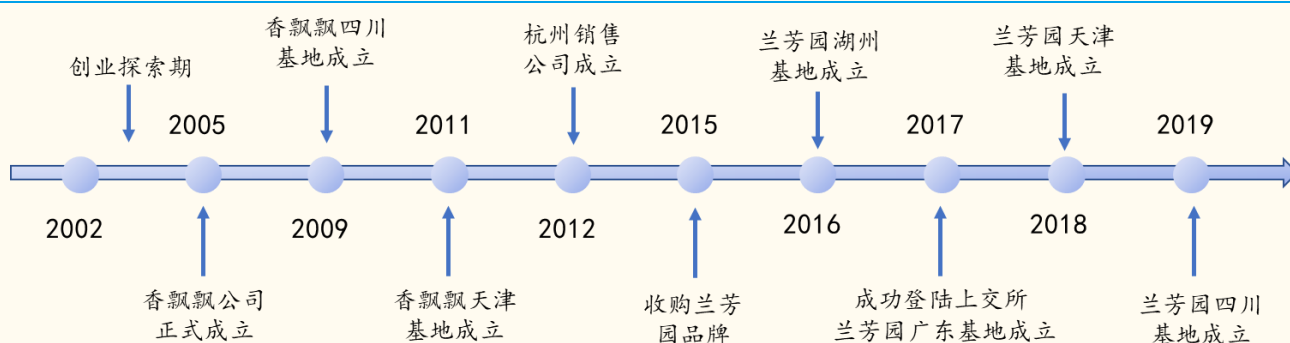 创业探索期
香飘飘四川
基地成立
杭州销售
公司成立
兰芳园湖州
基地成立
兰芳园天津
基地成立
2005
2011
2015
2017
2019
2002
2009
2012
2016
2018
香飘飘公司
正式成立
香飘飘天津
基地成立
收购兰芳
园品牌
成功登陆上交所
兰芳园广东基地成立
兰芳园四川
基地成立